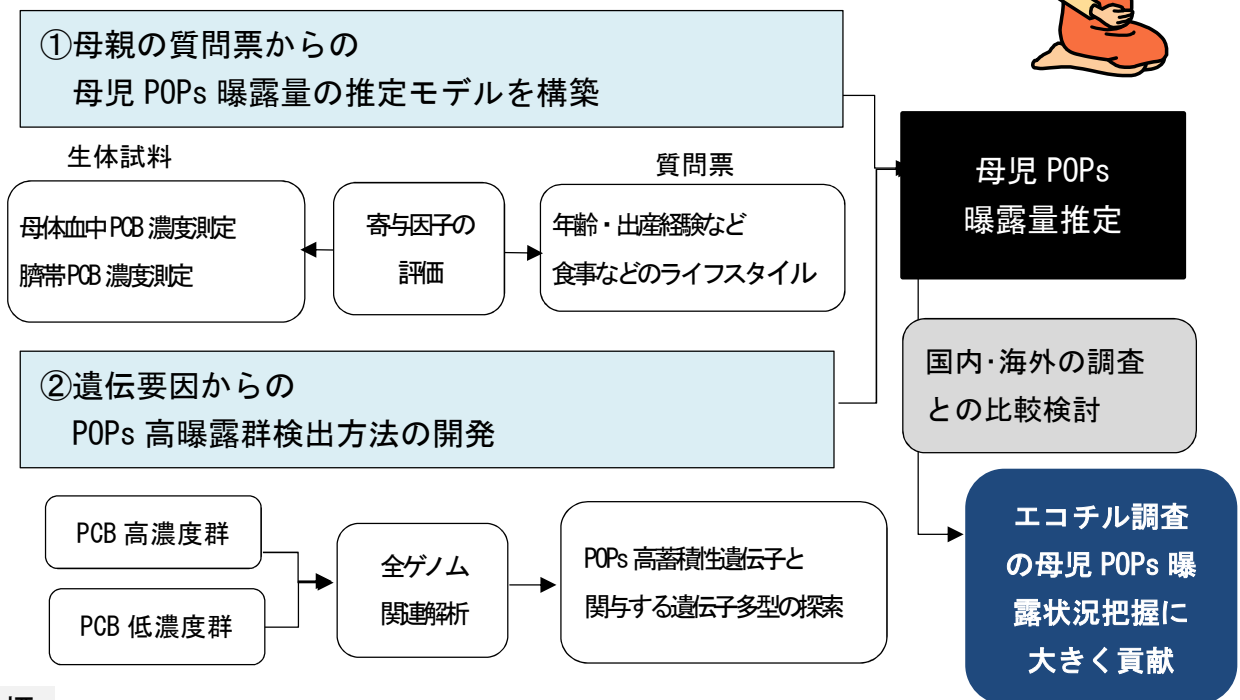 ①母親の質問票からの
母児 POPs 曝露量の推定モデルを構築
生体試料
質問票
母体血中 PCB 濃度測定
臍帯 PCB 濃度測定
寄与因子の
評価
年齢・出産経験など
食事などのライフスタイル
母児 POPs
曝露量推定
②遺伝要因からの
POPs 高曝露群検出方法の開発
国内・海外の調査
との比較検討
PCB 高濃度群
PCB 低濃度群
全ゲノム
関連解析
POPs 高蓄積性遺伝子と
関与する遺伝子多型の探索
エコチル調査
の母児 POPs 曝
露状況把握に
大きく貢献